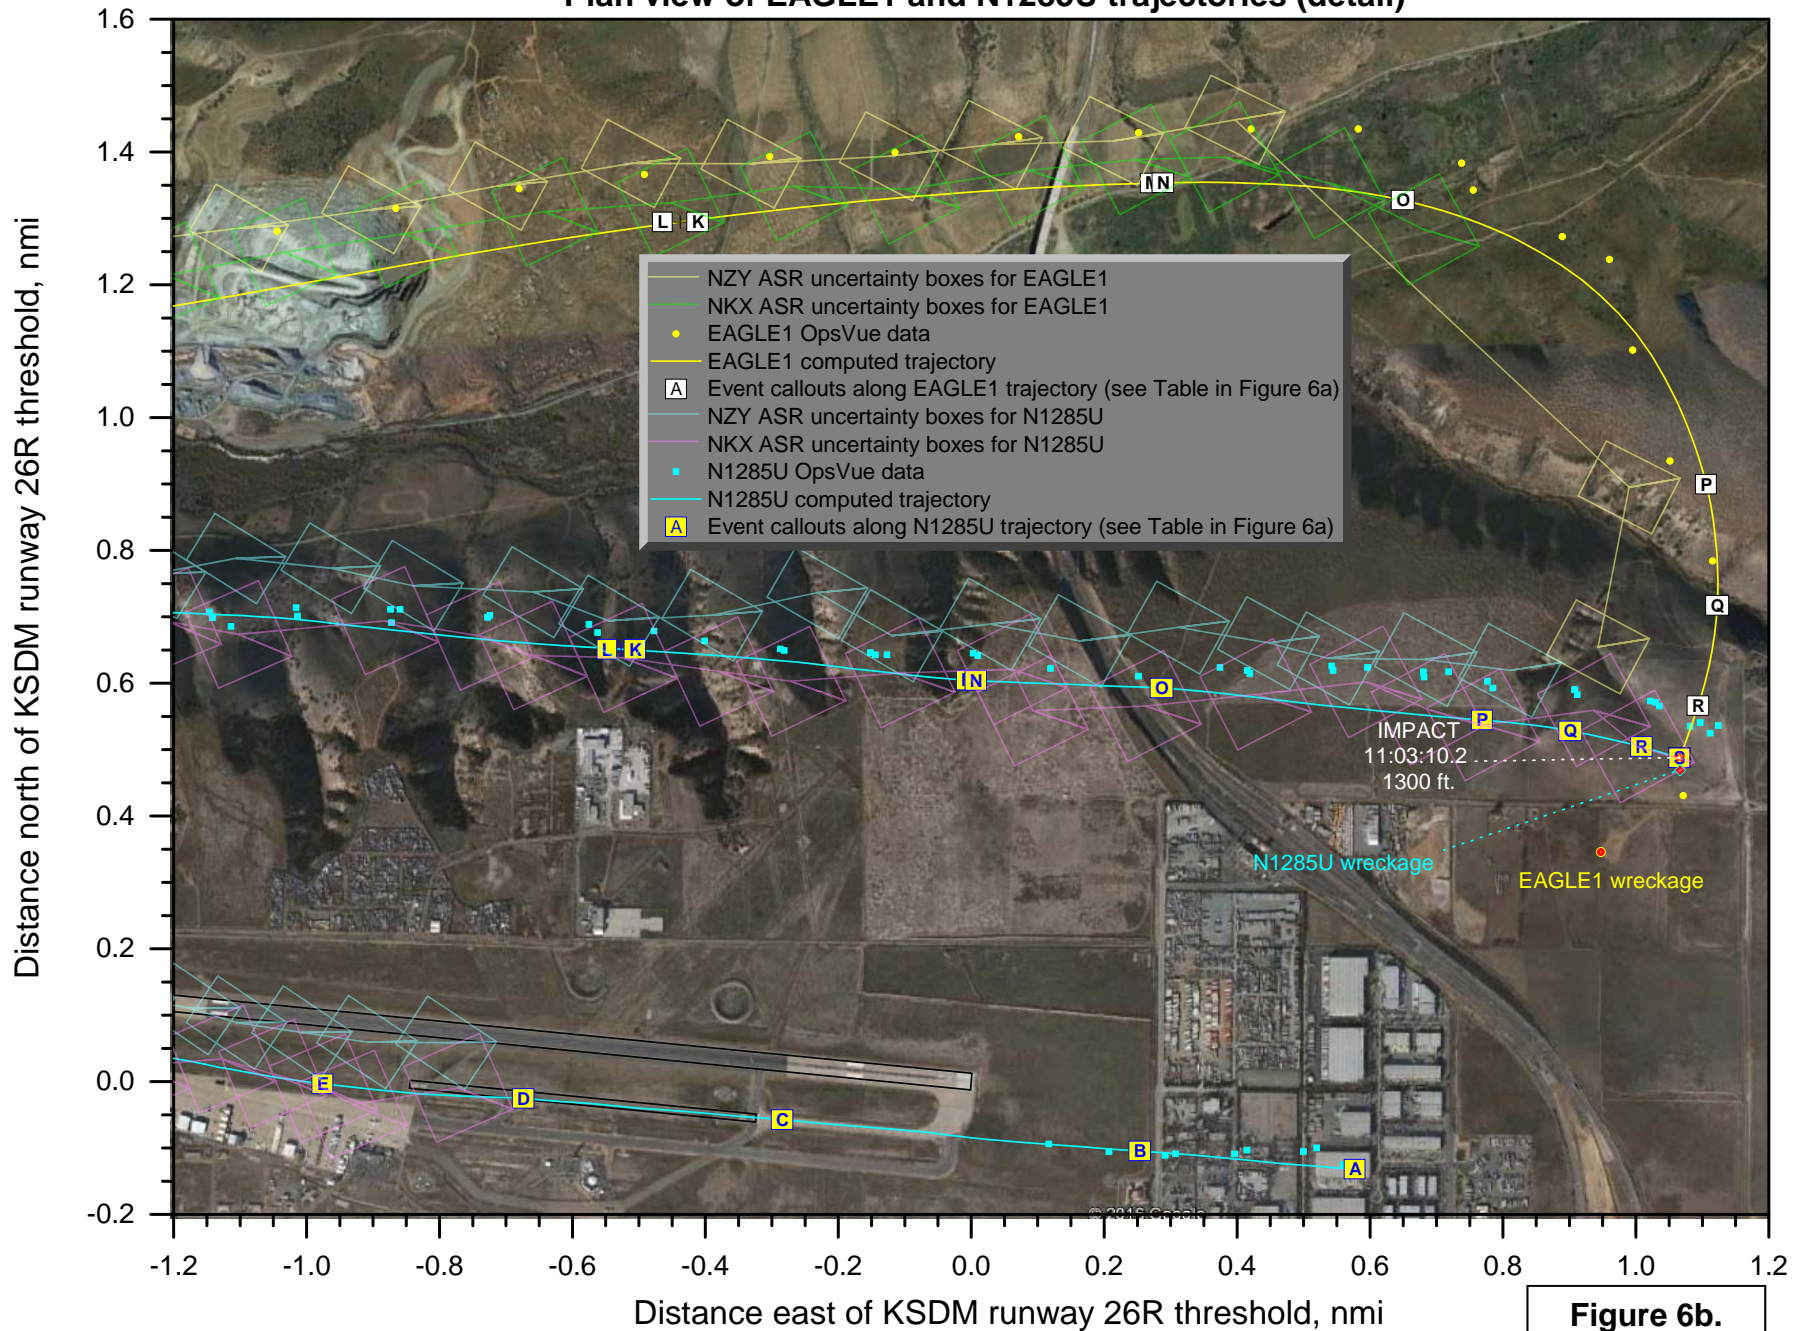 Plan view of EAGLE1 and N1285U trajectories (detail)
1.6
1.4
1.2
1.0
0.8
0.6
0.4
0.2
0.0
-0.2
Distance north of KSDM runway 26R threshold, nmi
L K N O
P
Q
R
NZY ASR uncertainty boxes for EAGLE1
NKX ASR uncertainty boxes for EAGLE1
EAGLE1 OpsVue data
EAGLE1 computed trajectory
A Event callouts along EAGLE1 trajectory (see Table in Figure 6a)
NZY ASR uncertainty boxes for N1285U
NKX ASR uncertainty boxes for N1285U
N1285U OpsVue data
N1285U computed trajectory
A Event callouts along N1285U trajectory (see Table in Figure 6a)
L K N O P Q R
IMPACT
11:03:10.2
1300 ft.
N1285U wreckage
EAGLE1 wreckage
E D C B A
© 2016 Google
-1.2 -1.0 -0.8 -0.6 -0.4 -0.2 0.0 0.2 0.4 0.6 0.8 1.0 1.2
Distance east of KSDM runway 26R threshold, nmi
Figure 6b.